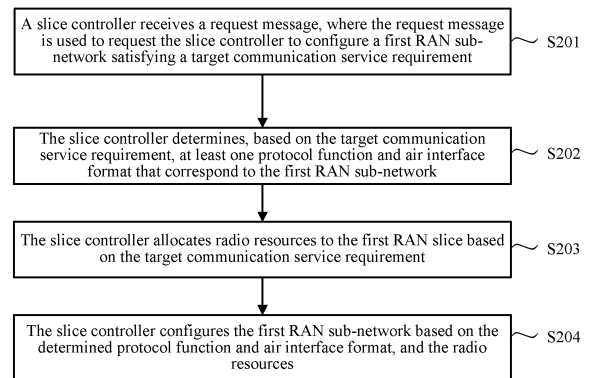 A slice controller receives a request message, where the request message
is used to request the slice controller to configure a first RAN sub-
network satisfying a target communication service requirement
S201
The slice controller determines, based on the target communication
service requirement, at least one protocol function and air interface
format that correspond to the first RAN sub-network
S202
The slice controller allocates radio resources to the first RAN slice based
on the target communication service requirement
S203
The slice controller configures the first RAN sub-network based on the
determined protocol function and air interface format, and the radio
resources
S204